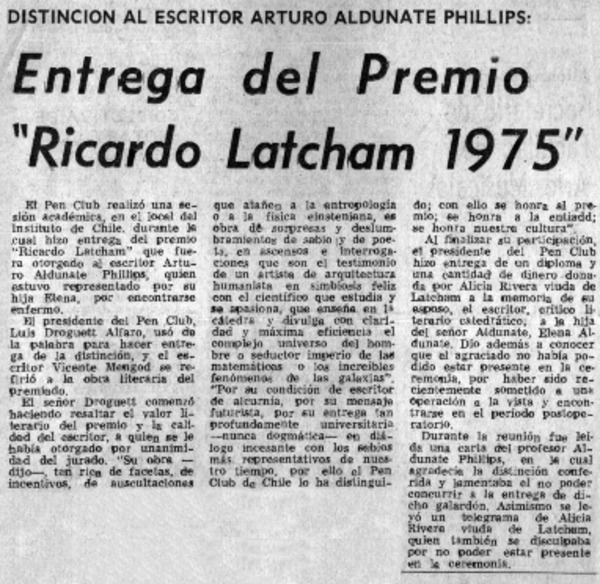 DISTINCION AL ESCRITOR ARTURO ALDUNATE PHILLIPS:
Entrega del Premio
"Ricardo Latcham 1975"
El Pen Club realizó una se-
sión académica, en el local del
Instituto de Chile, durante la
cual hizo entrega del premio
"Ricardo Latcham" que fue-
ra otorgado al escritor Artu-
ro Aldunate Phillips, quien
estuvo representado por su
hija Elena, por encontrarse
enfermo.
El presidente del Pen Club,
Luis Droguett Alfaro, usó de
la palabra para hacer entre-
ga de la distinción, y el es-
critor Vicente Mengod se re-
firió a la obra literaria del
premiado.
El señor Droguett comenzó
haciendo resaltar el valor li-
terario del premio y la cali-
dad del escritor, a quien se le
había otorgado por unanimi-
dad del jurado. "Su obra —
dijo—, tan rica de facetas, de
incentivos, de auscultaciones
que atañen a la antropología
o a la física einsteniana, es
obra de sorpresas y deslum-
bramientos de sabio y de poe-
ta, en ascensos e interroga-
ciones que son el testimonio
de un artista de arquitectura
humanista en simbiosis feliz
con el científico que estudia y
se apasiona, que enseña en la
cátedra y divulga con clari-
dad y máxima eficiencia el
complejo universo del hom-
bre o seductor imperio de las
matemáticas o los increíbles
fenómenos de las galaxias".
"Por su condición de escritor
de alcurnia, por su mensaje
futurista, por su entrega tan
profundamente universitaria
—nunca dogmática— en diá-
logo incesante con los sabios
más representativos de nues-
tro tiempo, por ello el Pen
Club de Chile lo ha distingui-
do; con ello se honra al pre-
mio; se honra a la entiadd;
se honra nuestra cultura".
Al finalizar su participación,
el presidente del Pen Club
hizo entrega de un diploma y
una cantidad de dinero dona-
da por Alicia Rivera viuda de
Latcham a la memoria de su
esposo, el escritor, crítico li-
terario catedrático, a la hija
del señor Aldunate, Elena A-
ldunate. Dio además a conocer
que el agraciado no había po-
dido estar presente en la ce-
remonia, por haber sido re-
cientemente sometido a una
operación a la vista y encon-
trarse en el período postope-
ratorio.
Durante la reunión fue leí-
da una carta del profesor Al-
dunate Phillips, en la cual
agradecía la distinción confe-
rida y lamentaba el no poder
concurrir a la entrega de di-
cho galardón. Asimismo se le-
yó un telegrama de Alicia
Rivera viuda de Latcham,
quien también se disculpaba
por no poder estar presente
en la ceremonia.